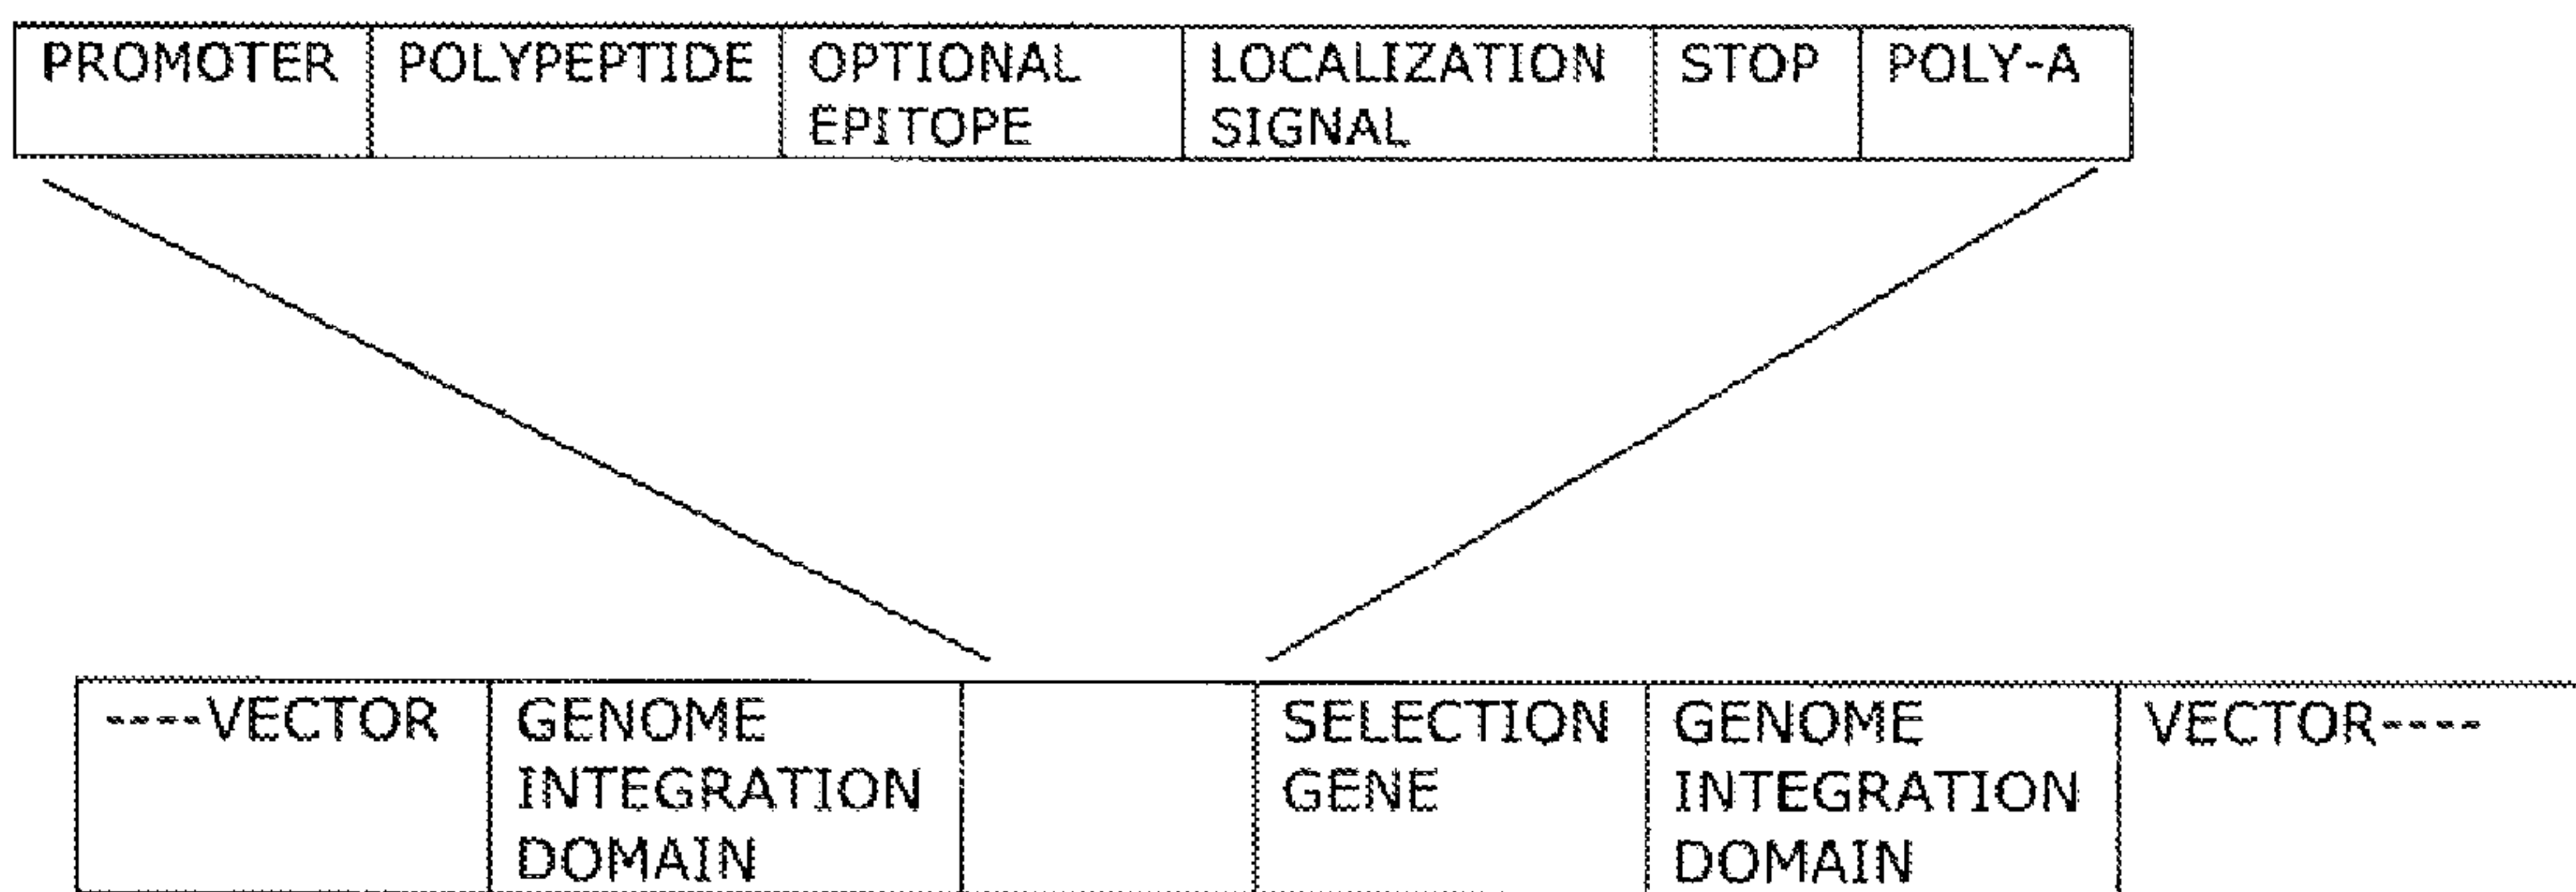 PROMOTER POLYPEPTIDE OPTIONAL EPITOPE LOCALIZATION SIGNAL STOP POLY-A
----VECTOR GENOME INTEGRATION DOMAIN SELECTION GENE GENOME INTEGRATION DOMAIN VECTOR----